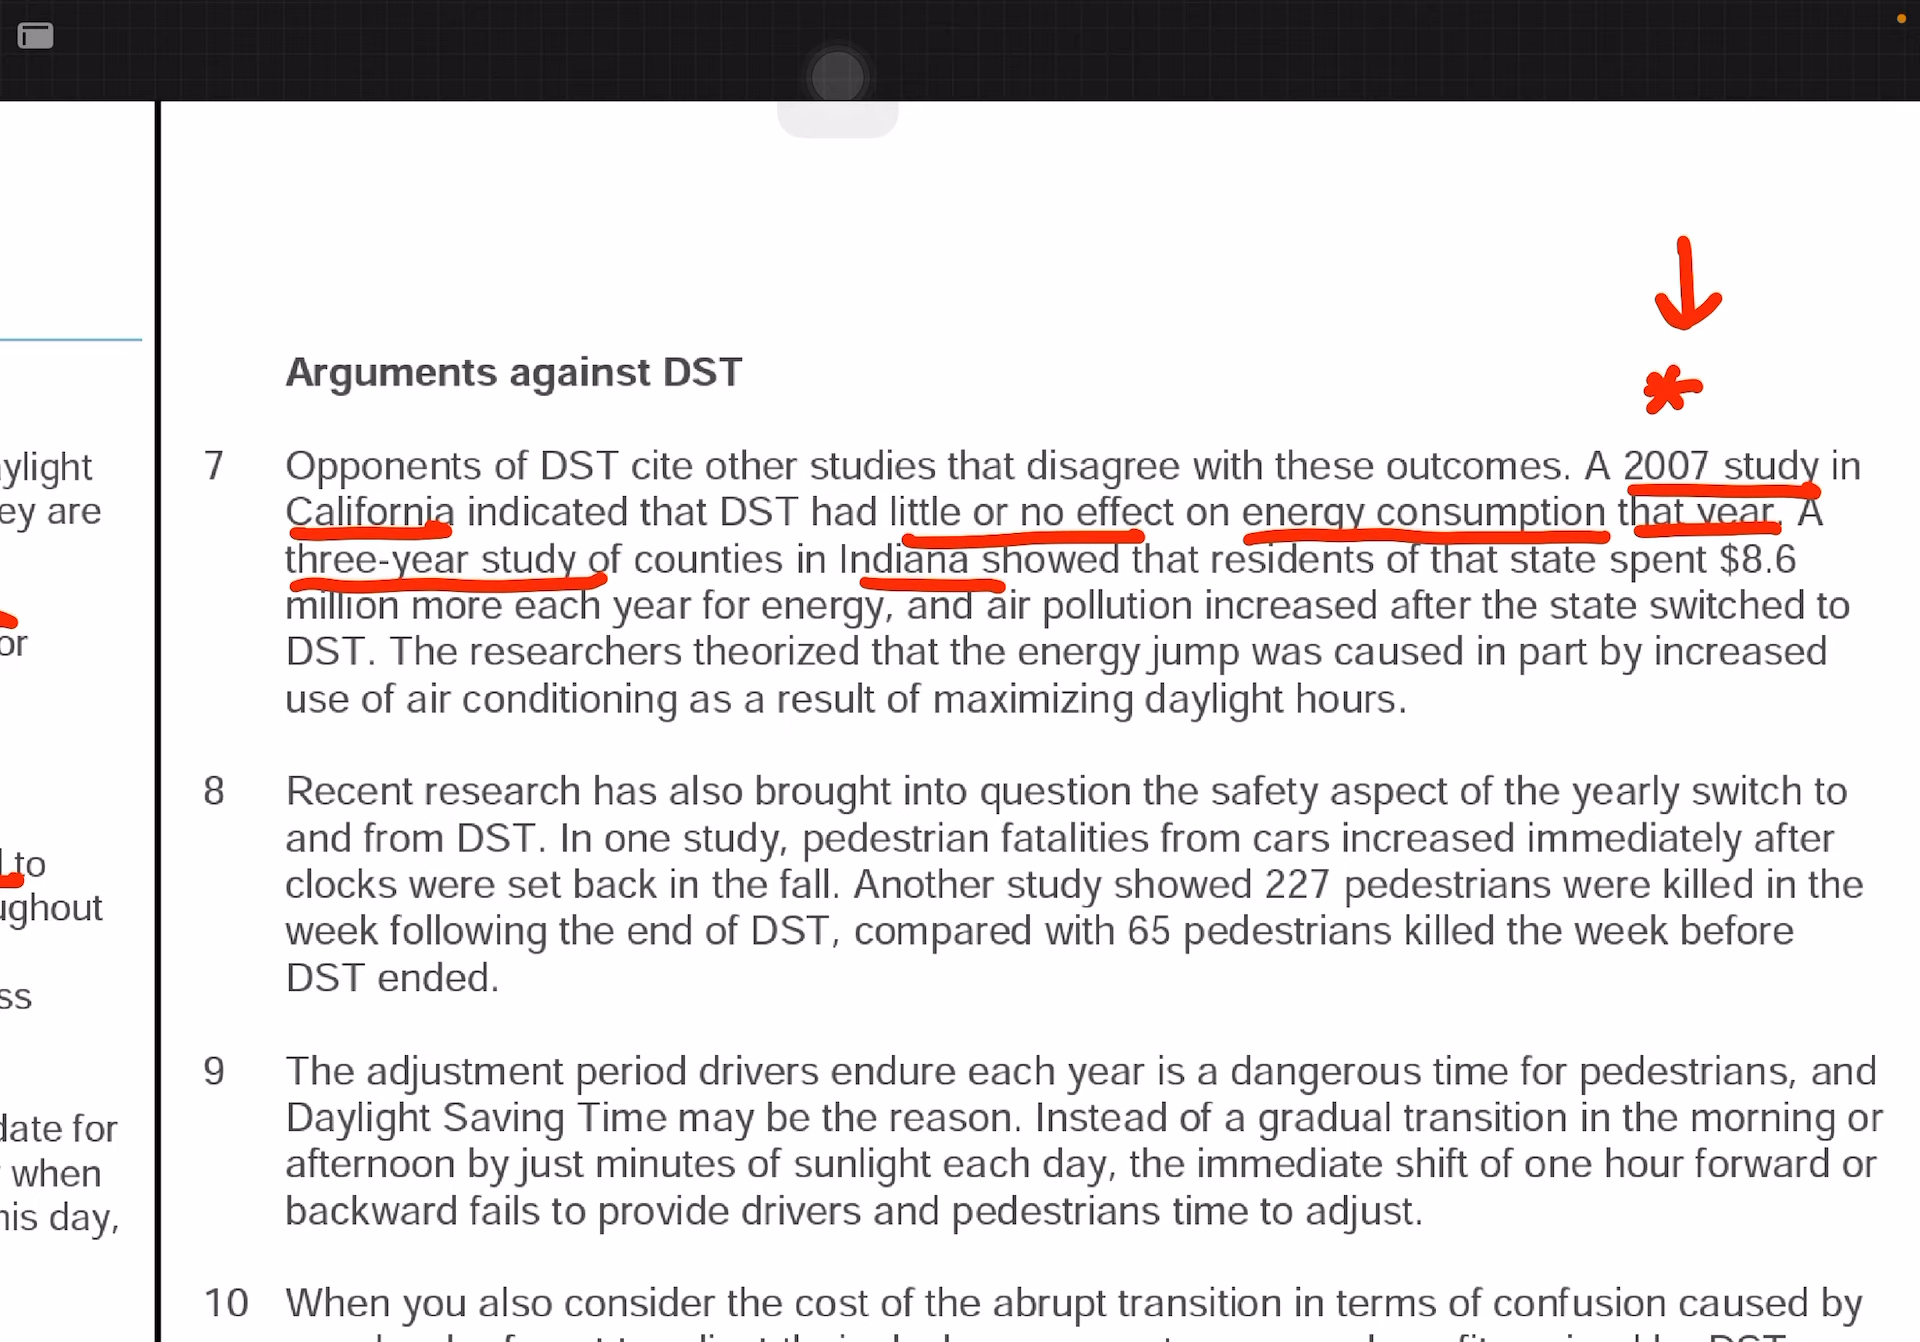 Arguments against DST
7 Opponents of DST cite other studies that disagree with these outcomes. A 2007 study in
California indicated that DST had little or no effect on energy consumption that year. A
three-year study of counties in Indiana showed that residents of that state spent $8.6
million more each year for energy, and air pollution increased after the state switched to
DST. The researchers theorized that the energy jump was caused in part by increased
use of air conditioning as a result of maximizing daylight hours.
8 Recent research has also brought into question the safety aspect of the yearly switch to
and from DST. In one study, pedestrian fatalities from cars increased immediately after
clocks were set back in the fall. Another study showed 227 pedestrians were killed in the
week following the end of DST, compared with 65 pedestrians killed the week before
DST ended.
9 The adjustment period drivers endure each year is a dangerous time for pedestrians, and
Daylight Saving Time may be the reason. Instead of a gradual transition in the morning or
afternoon by just minutes of sunlight each day, the immediate shift of one hour forward or
backward fails to provide drivers and pedestrians time to adjust.
10 When you also consider the cost of the abrupt transition in terms of confusion caused by
ylight
ey are
or
to
ughout
ss
date for
when
his day,